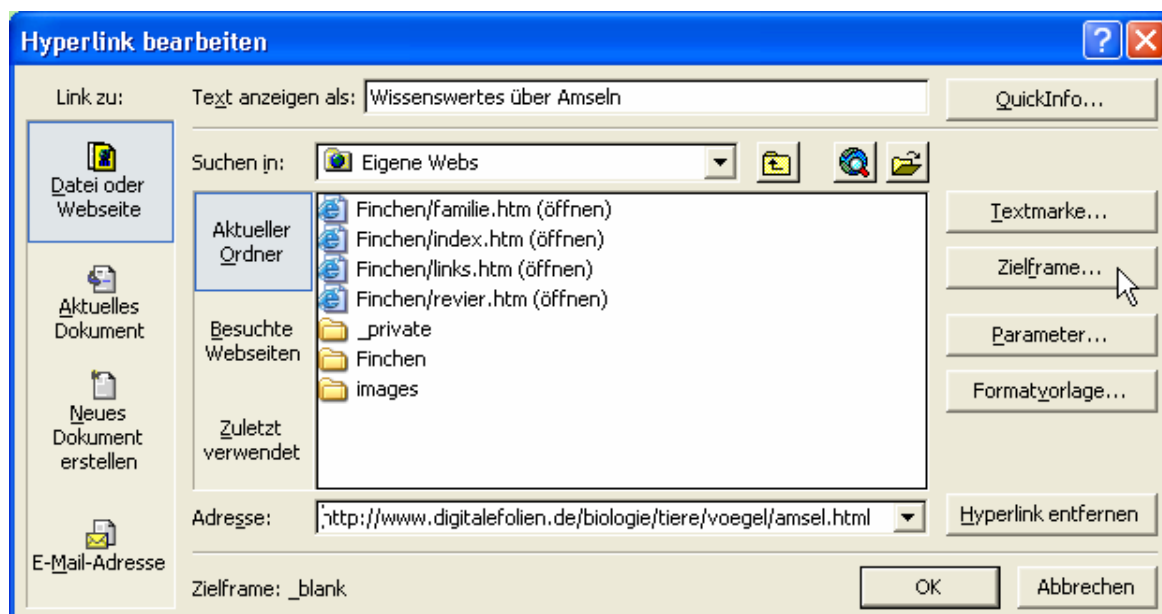 Hyperlink bearbeiten
Link zu:
Text anzeigen als: Wissenswertes über Amseln
QuickInfo...
Datei oder
Webseite
Aktuelles
Dokument
Neues
Dokument
erstellen
E-Mail-Adresse
Suchen in: Eigene Webs
Aktueller
Ordner
Besuchte
Webseiten
Zuletzt
verwendet
Finchen/familie.htm (öffnen)
Finchen/index.htm (öffnen)
Finchen/links.htm (öffnen)
Finchen/revier.htm (öffnen)
_private
Finchen
images
Textmarke...
Zielframe...
Parameter...
Formatvorlage...
Adresse: http://www.digitalefolien.de/biologie/tiere/voegel/amsel.html
Hyperlink entfernen
Zielframe: _blank
OK
Abbrechen